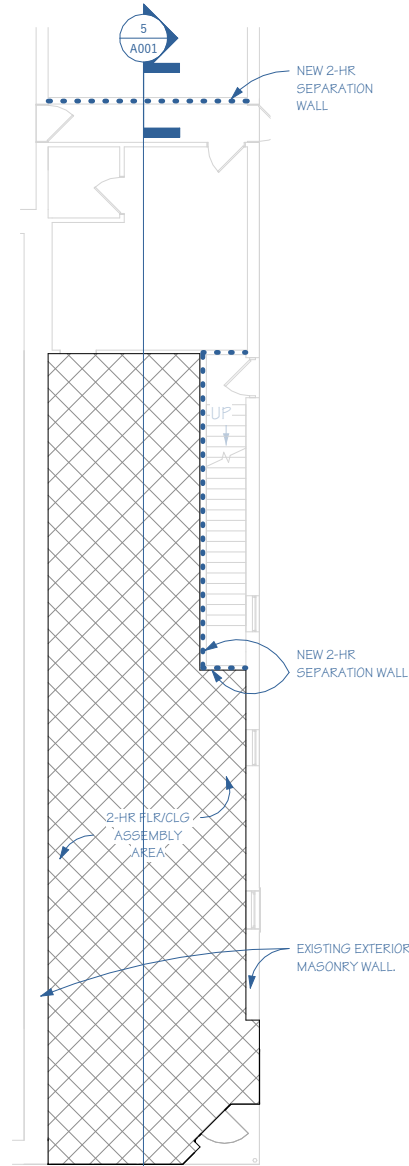 5
A001
NEW 2-HR
SEPARATION
WALL
UP
NEW 2-HR
SEPARATION WALL
2-HR FLR/CLG
ASSEMBLY
AREA
EXISTING EXTERIOR
MASONRY WALL.